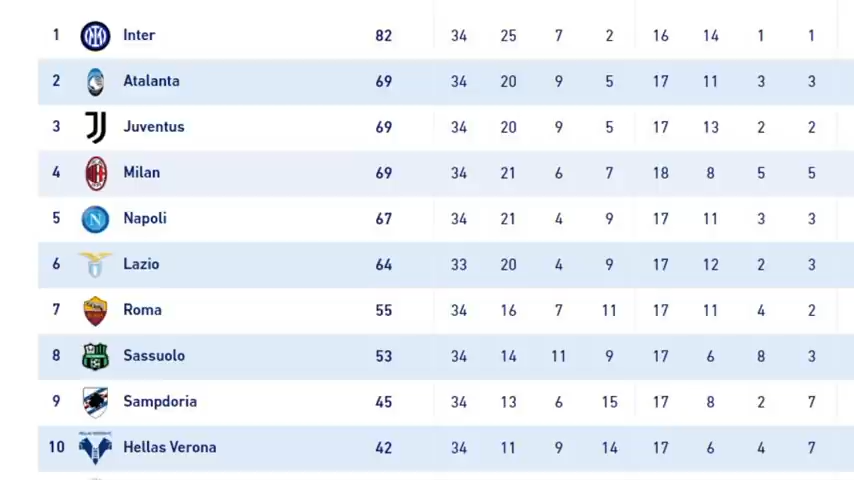 1 Inter 82 34 25 7 2 16 14 1 1
2 Atalanta 69 34 20 9 5 17 11 3 3
3 Juventus 69 34 20 9 5 17 13 2 2
4 Milan 69 34 21 6 7 18 8 5 5
5 Napoli 67 34 21 4 9 17 11 3 3
6 Lazio 64 33 20 4 9 17 12 2 3
7 Roma 55 34 16 7 11 17 11 4 2
8 Sassuolo 53 34 14 11 9 17 6 8 3
9 Sampdoria 45 34 13 6 15 17 8 2 7
10 Hellas Verona 42 34 11 9 14 17 6 4 7